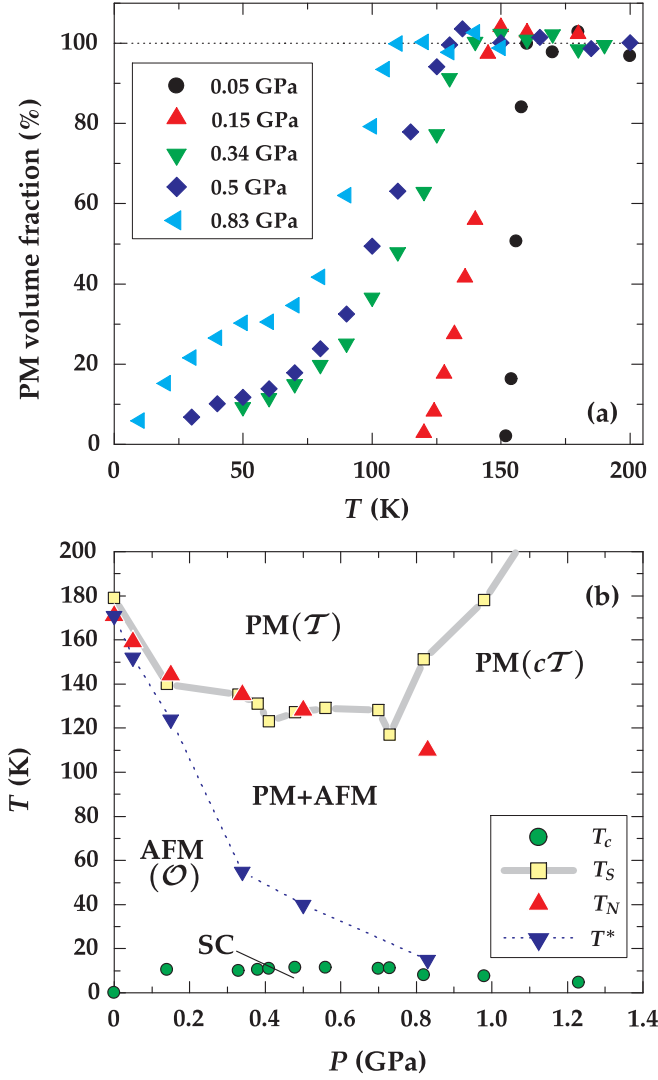 100
80
60
40
20
0
PM volume fraction (%)
0.05 GPa
0.15 GPa
0.34 GPa
0.5 GPa
0.83 GPa
(a)
0 50 100 150 200
T (K)
200
180
160
140
120
100
80
60
40
20
0
T (K)
(b)
PM(𝒯)
PM(c𝒯)
PM+AFM
AFM
(𝒪)
SC
T_c
T_S
T_N
T*
0 0.2 0.4 0.6 0.8 1.0 1.2 1.4
P (GPa)